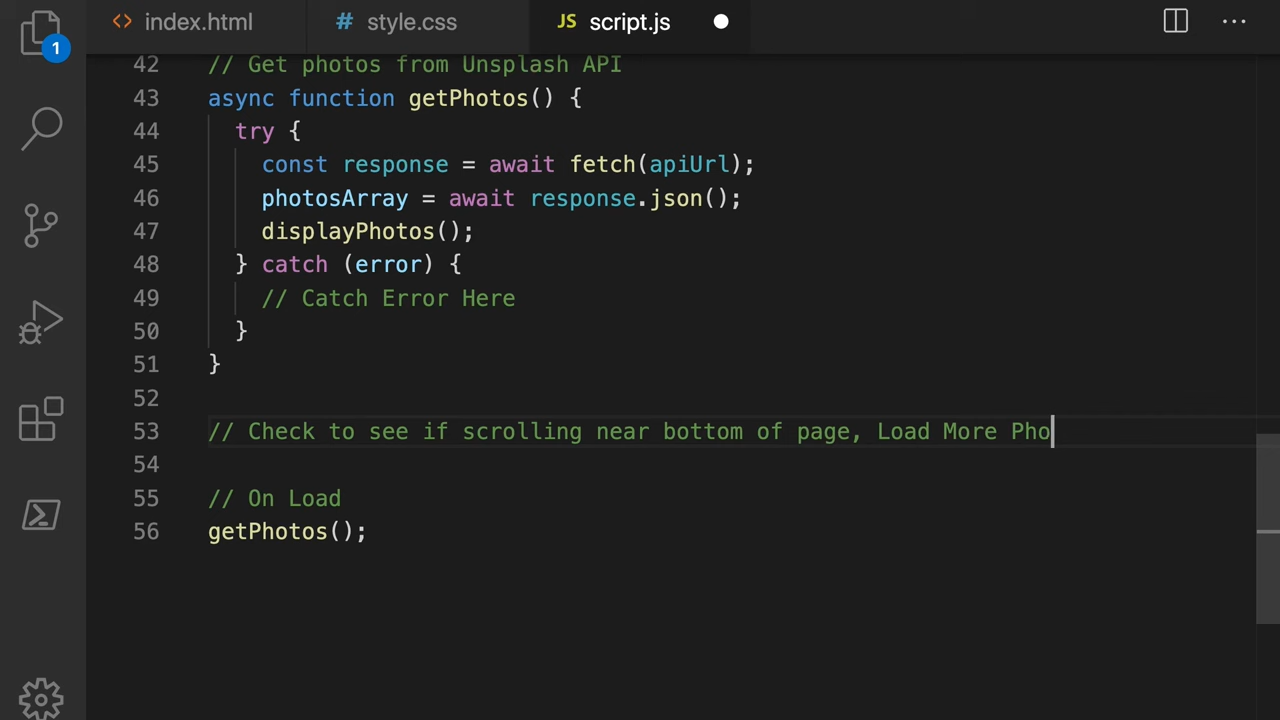 index.html
style.css
JS script.js
1
42 // Get photos from Unsplash API
43 async function getPhotos() {
44 try {
45 const response = await fetch(apiUrl);
46 photosArray = await response.json();
47 displayPhotos();
48 } catch (error) {
49 // Catch Error Here
50 }
51 }
52
53 // Check to see if scrolling near bottom of page, Load More Pho
54
55 // On Load
56 getPhotos();